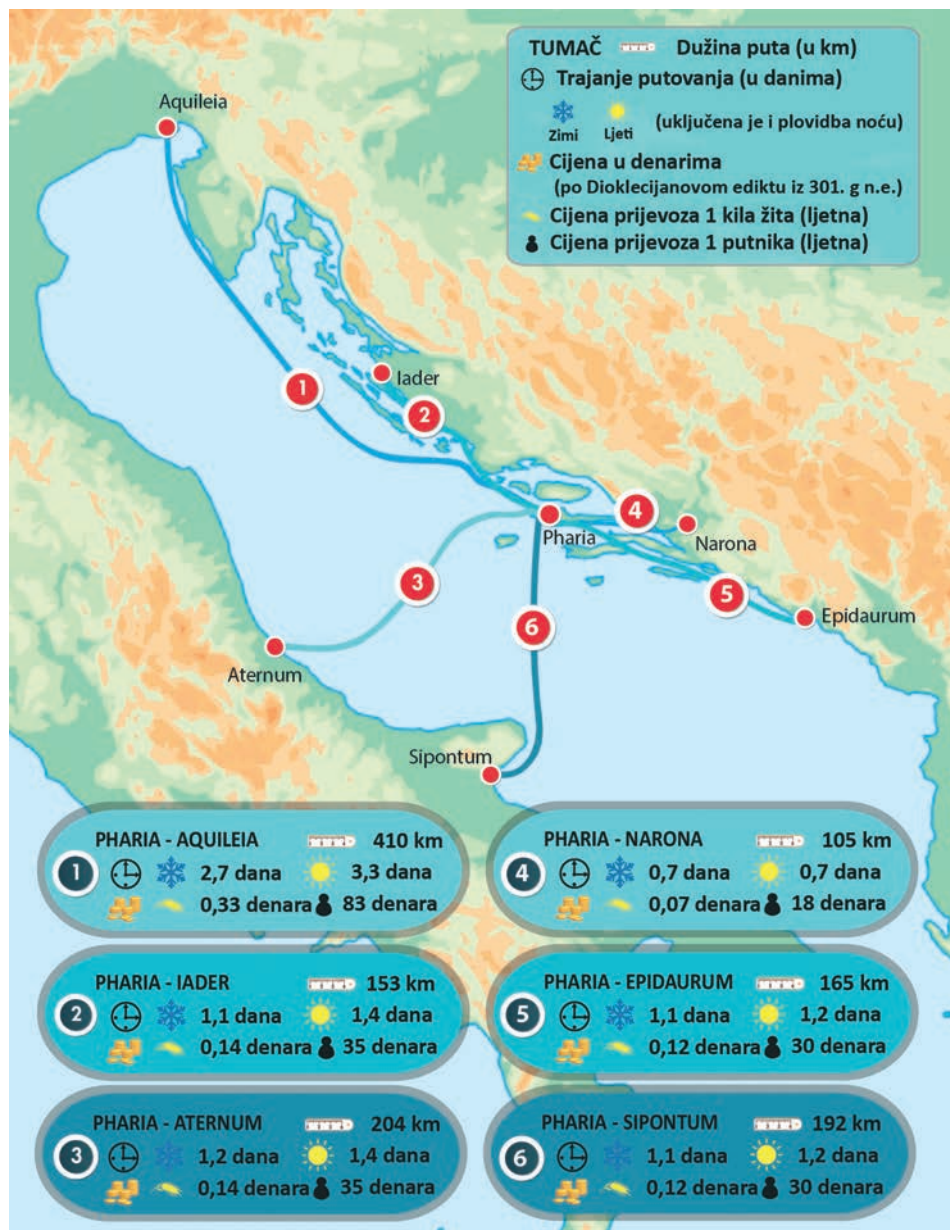 TUMAČ Dužina puta (u km)
Trajanje putovanja (u danima)
Zimi Ljeti (uključena je i plovidba noću)
Cijena u denarima
(po Dioklecijanovom ediktu iz 301. g n.e.)
Cijena prijevoza 1 kila žita (ljetna)
Cijena prijevoza 1 putnika (ljetna)
Aquileia
Iader
1
2
4
Pharia
Narona
3
5
6
Epidaurum
Aternum
Sipontum
1
PHARIA - AQUILEIA 410 km
2,7 dana 3,3 dana
0,33 denara 83 denara
2
PHARIA - IADER 153 km
1,1 dana 1,4 dana
0,14 denara 35 denara
3
PHARIA - ATERNUM 204 km
1,2 dana 1,4 dana
0,14 denara 35 denara
4
PHARIA - NARONA 105 km
0,7 dana 0,7 dana
0,07 denara 18 denara
5
PHARIA - EPIDAURUM 165 km
1,1 dana 1,2 dana
0,12 denara 30 denara
6
PHARIA - SIPONTUM 192 km
1,1 dana 1,2 dana
0,12 denara 30 denara